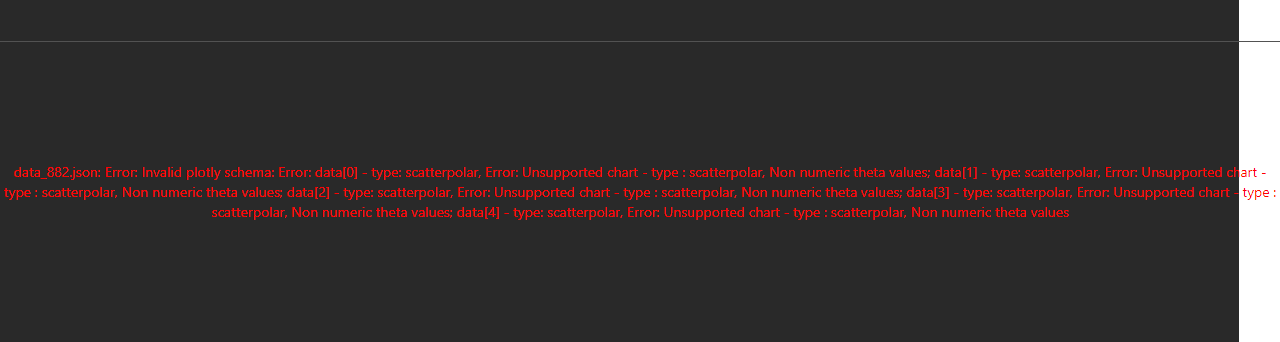 data_882.json: Error: Invalid plotly schema: Error: data[0] - type: scatterpolar, Error: Unsupported chart - type : scatterpolar, Non numeric theta values; data[1] - type: scatterpolar, Error: Unsupported chart -
type : scatterpolar, Non numeric theta values; data[2] - type: scatterpolar, Error: Unsupported chart - type : scatterpolar, Non numeric theta values; data[3] - type: scatterpolar, Error: Unsupported chart - type :
scatterpolar, Non numeric theta values; data[4] - type: scatterpolar, Error: Unsupported chart - type : scatterpolar, Non numeric theta values